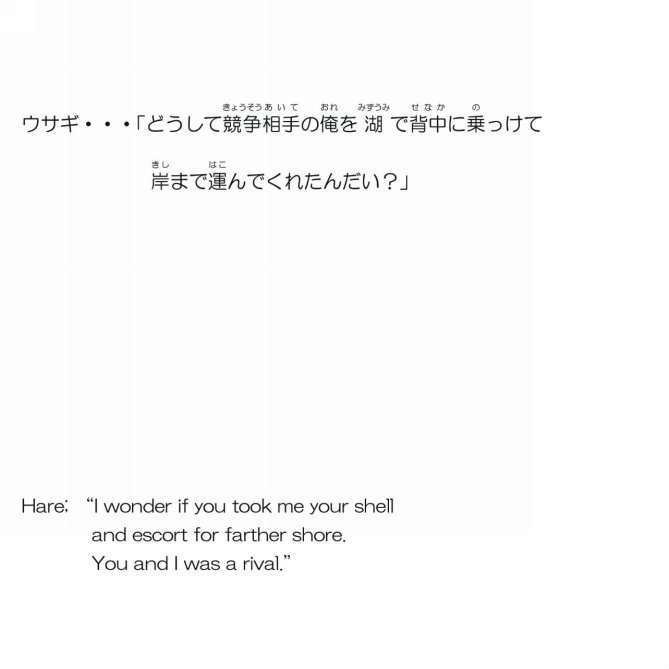 ウサギ・・・「どうして競争相手の俺を湖で背中に乗っけて
岸まで運んでくれたんだい？」
Hare; “I wonder if you took me your shell
and escort for farther shore.
You and I was a rival.”